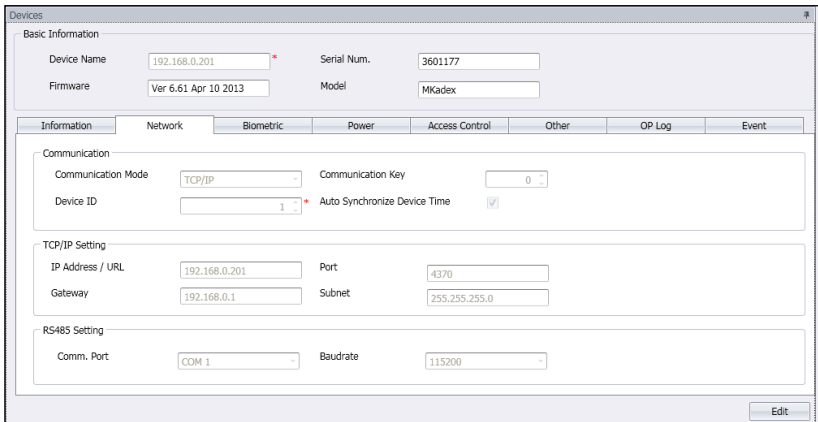 Devices
Basic Information
Device Name 192.168.0.201 * Serial Num. 3601177
Firmware Ver 6.61 Apr 10 2013 Model MKadex
Information Network Biometric Power Access Control Other OP Log Event
Communication
Communication Mode TCP/IP Communication Key 0
Device ID 1 * Auto Synchronize Device Time
TCP/IP Setting
IP Address / URL 192.168.0.201 Port 4370
Gateway 192.168.0.1 Subnet 255.255.255.0
RS485 Setting
Comm. Port COM 1 Baudrate 115200
Edit